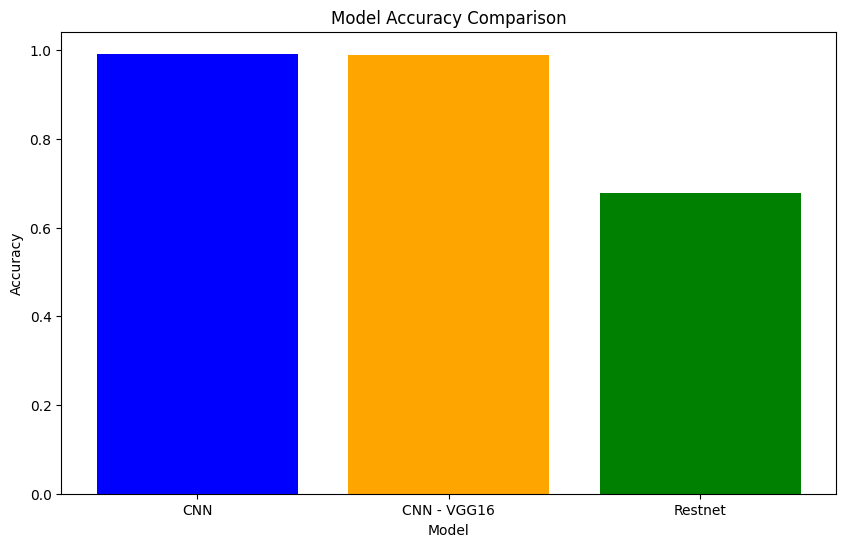 Model Accuracy Comparison
Accuracy
1.0
0.8
0.6
0.4
0.2
0.0
CNN
CNN - VGG16
Restnet
Model